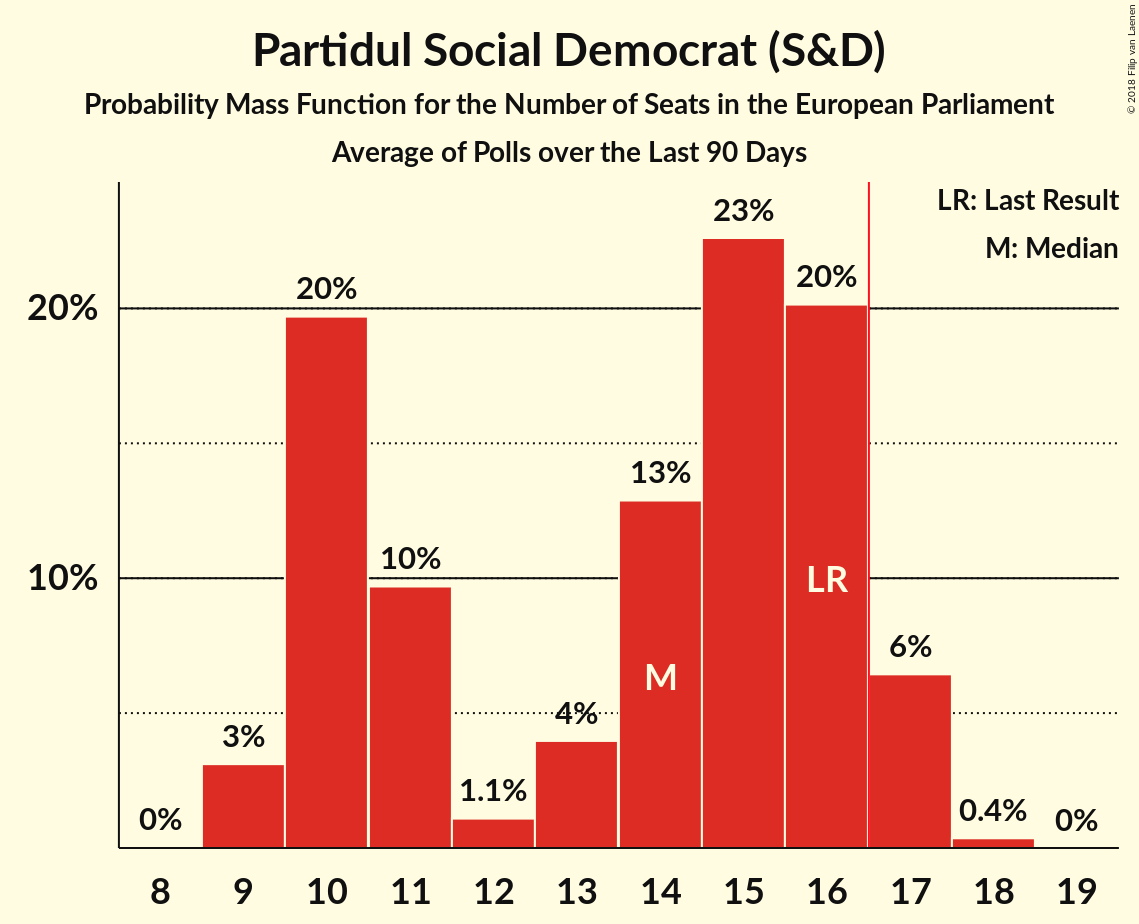 Partidul Social Democrat (S&D)
Probability Mass Function for the Number of Seats in the European Parliament
Average of Polls over the Last 90 Days
© 2018 Filip van Laenen
LR: Last Result
M: Median
23%
20%
20%
20%
13%
10%
10%
LR
M
6%
4%
3%
1.1%
0.4%
0%
0%
8 9 10 11 12 13 14 15 16 17 18 19